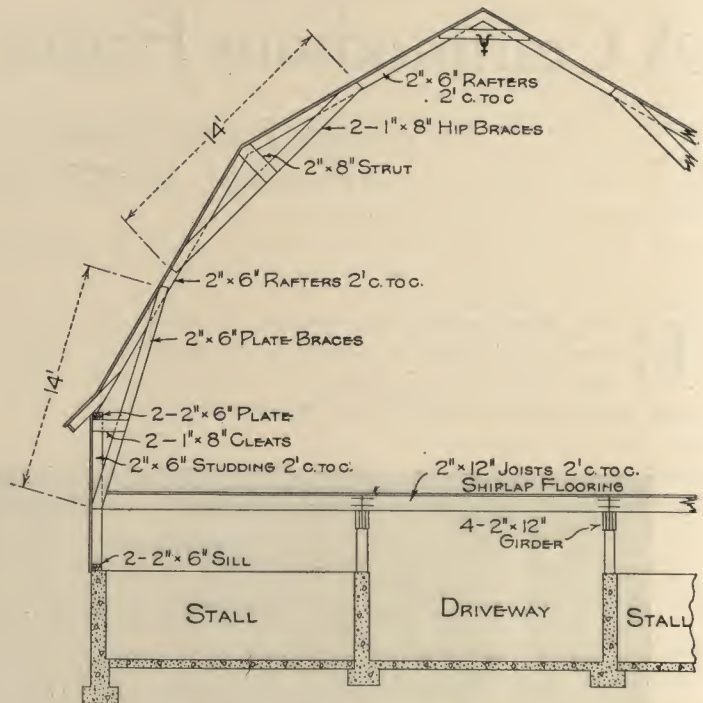 2" × 6" RAFTERS
2' C. TO C
14'
2-1" × 8" HIP BRACES
2" × 8" STRUT
2" × 6" RAFTERS 2' C. TO C.
2" × 6" PLATE BRACES
14'
2-2" × 6" PLATE
2-1" × 8" CLEATS
2" × 6" STUDDING 2' C. TO C.
2" × 12" JOISTS 2' C. TO C.
SHIPLAP FLOORING
4-2" × 12"
GIRDER
2-2" × 6" SILL
STALL
DRIVEWAY
STALL